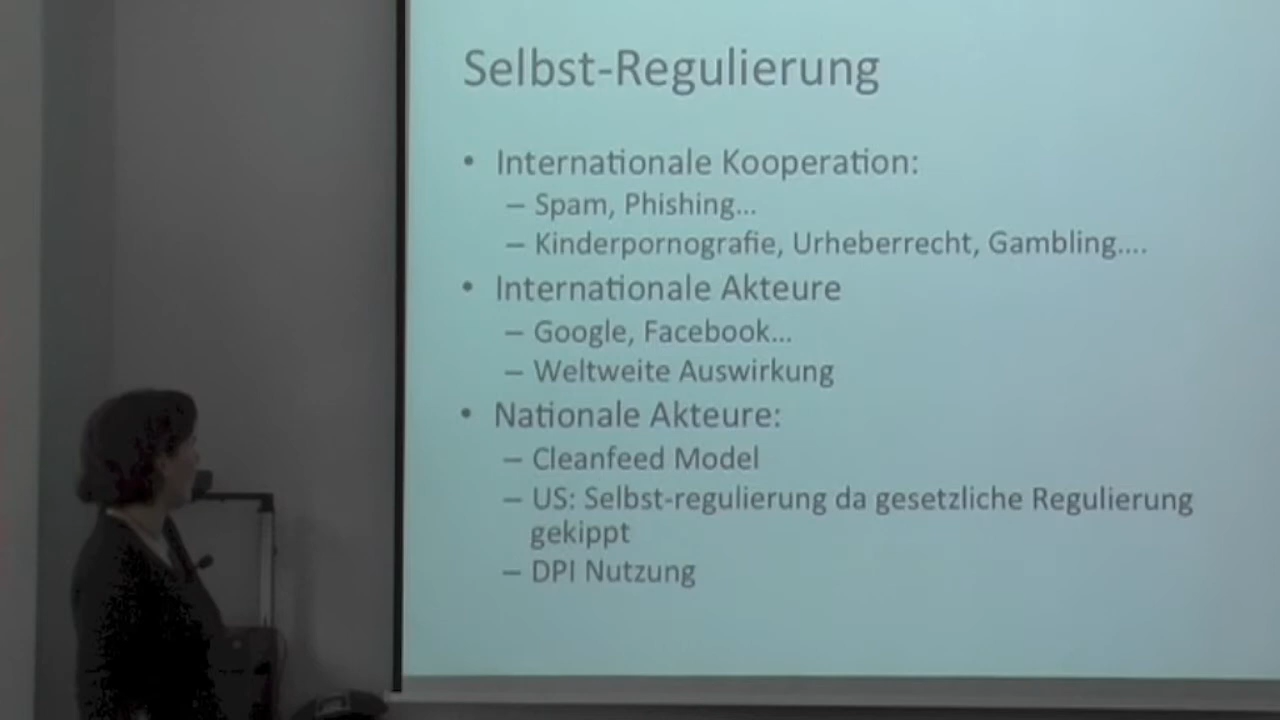 Selbst-Regulierung
• Internationale Kooperation:
– Spam, Phishing...
– Kinderpornografie, Urheberrecht, Gambling....
• Internationale Akteure
– Google, Facebook...
– Weltweite Auswirkung
• Nationale Akteure:
– Cleanfeed Model
– US: Selbst-regulierung da gesetzliche Regulierung
gekippt
– DPI Nutzung